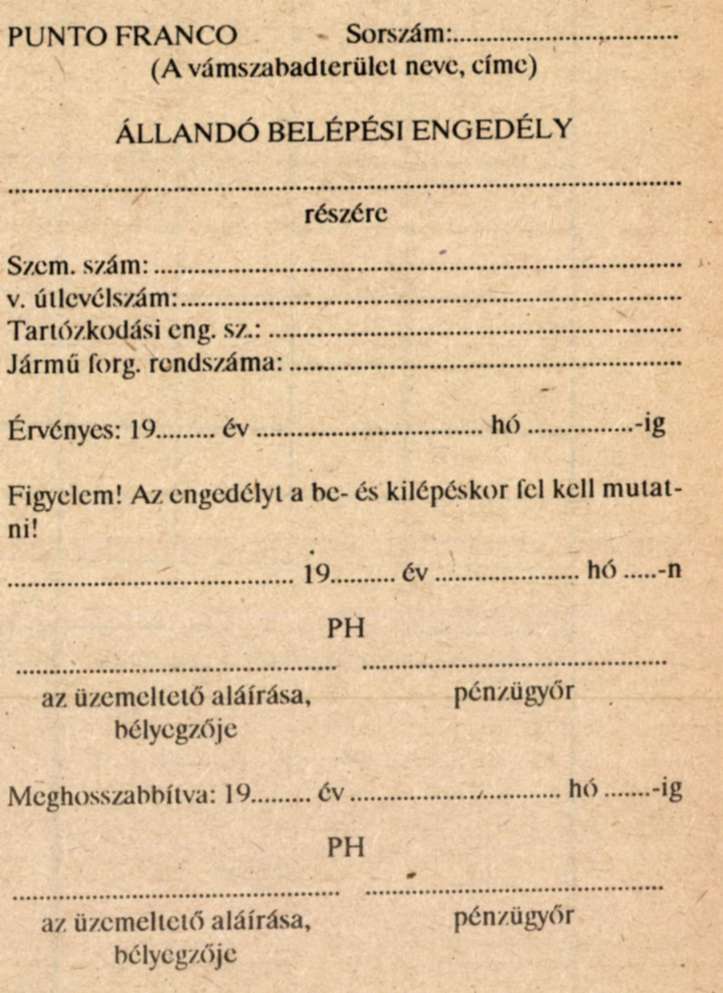 PUNTO FRANCO - Sorszám:..................................
(A vámszabadterület neve, címe)
ÁLLANDÓ BELÉPÉSI ENGEDÉLY
..........................................................................................
részére
Szem. szám: ......................................................................
v. útlevélszám:...................................................................
Tartózkodási eng. sz.: .......................................................
Jármű forg. rendszáma: ....................................................
Érvényes: 19......... év .................................. hó ................-ig
Figyelem! Az engedélyt a be- és kilépéskor fel kell mutat-
ni!
.......................................... 19.......... év ..................... hó .....-n
PH
................................................ .............................................
az üzemeltető aláírása, pénzügyőr
bélyegzője
Meghosszabbítva: 19......... év ............................... hó .......-ig
PH
................................................ .............................................
az üzemeltető aláírása, pénzügyőr
bélyegzője